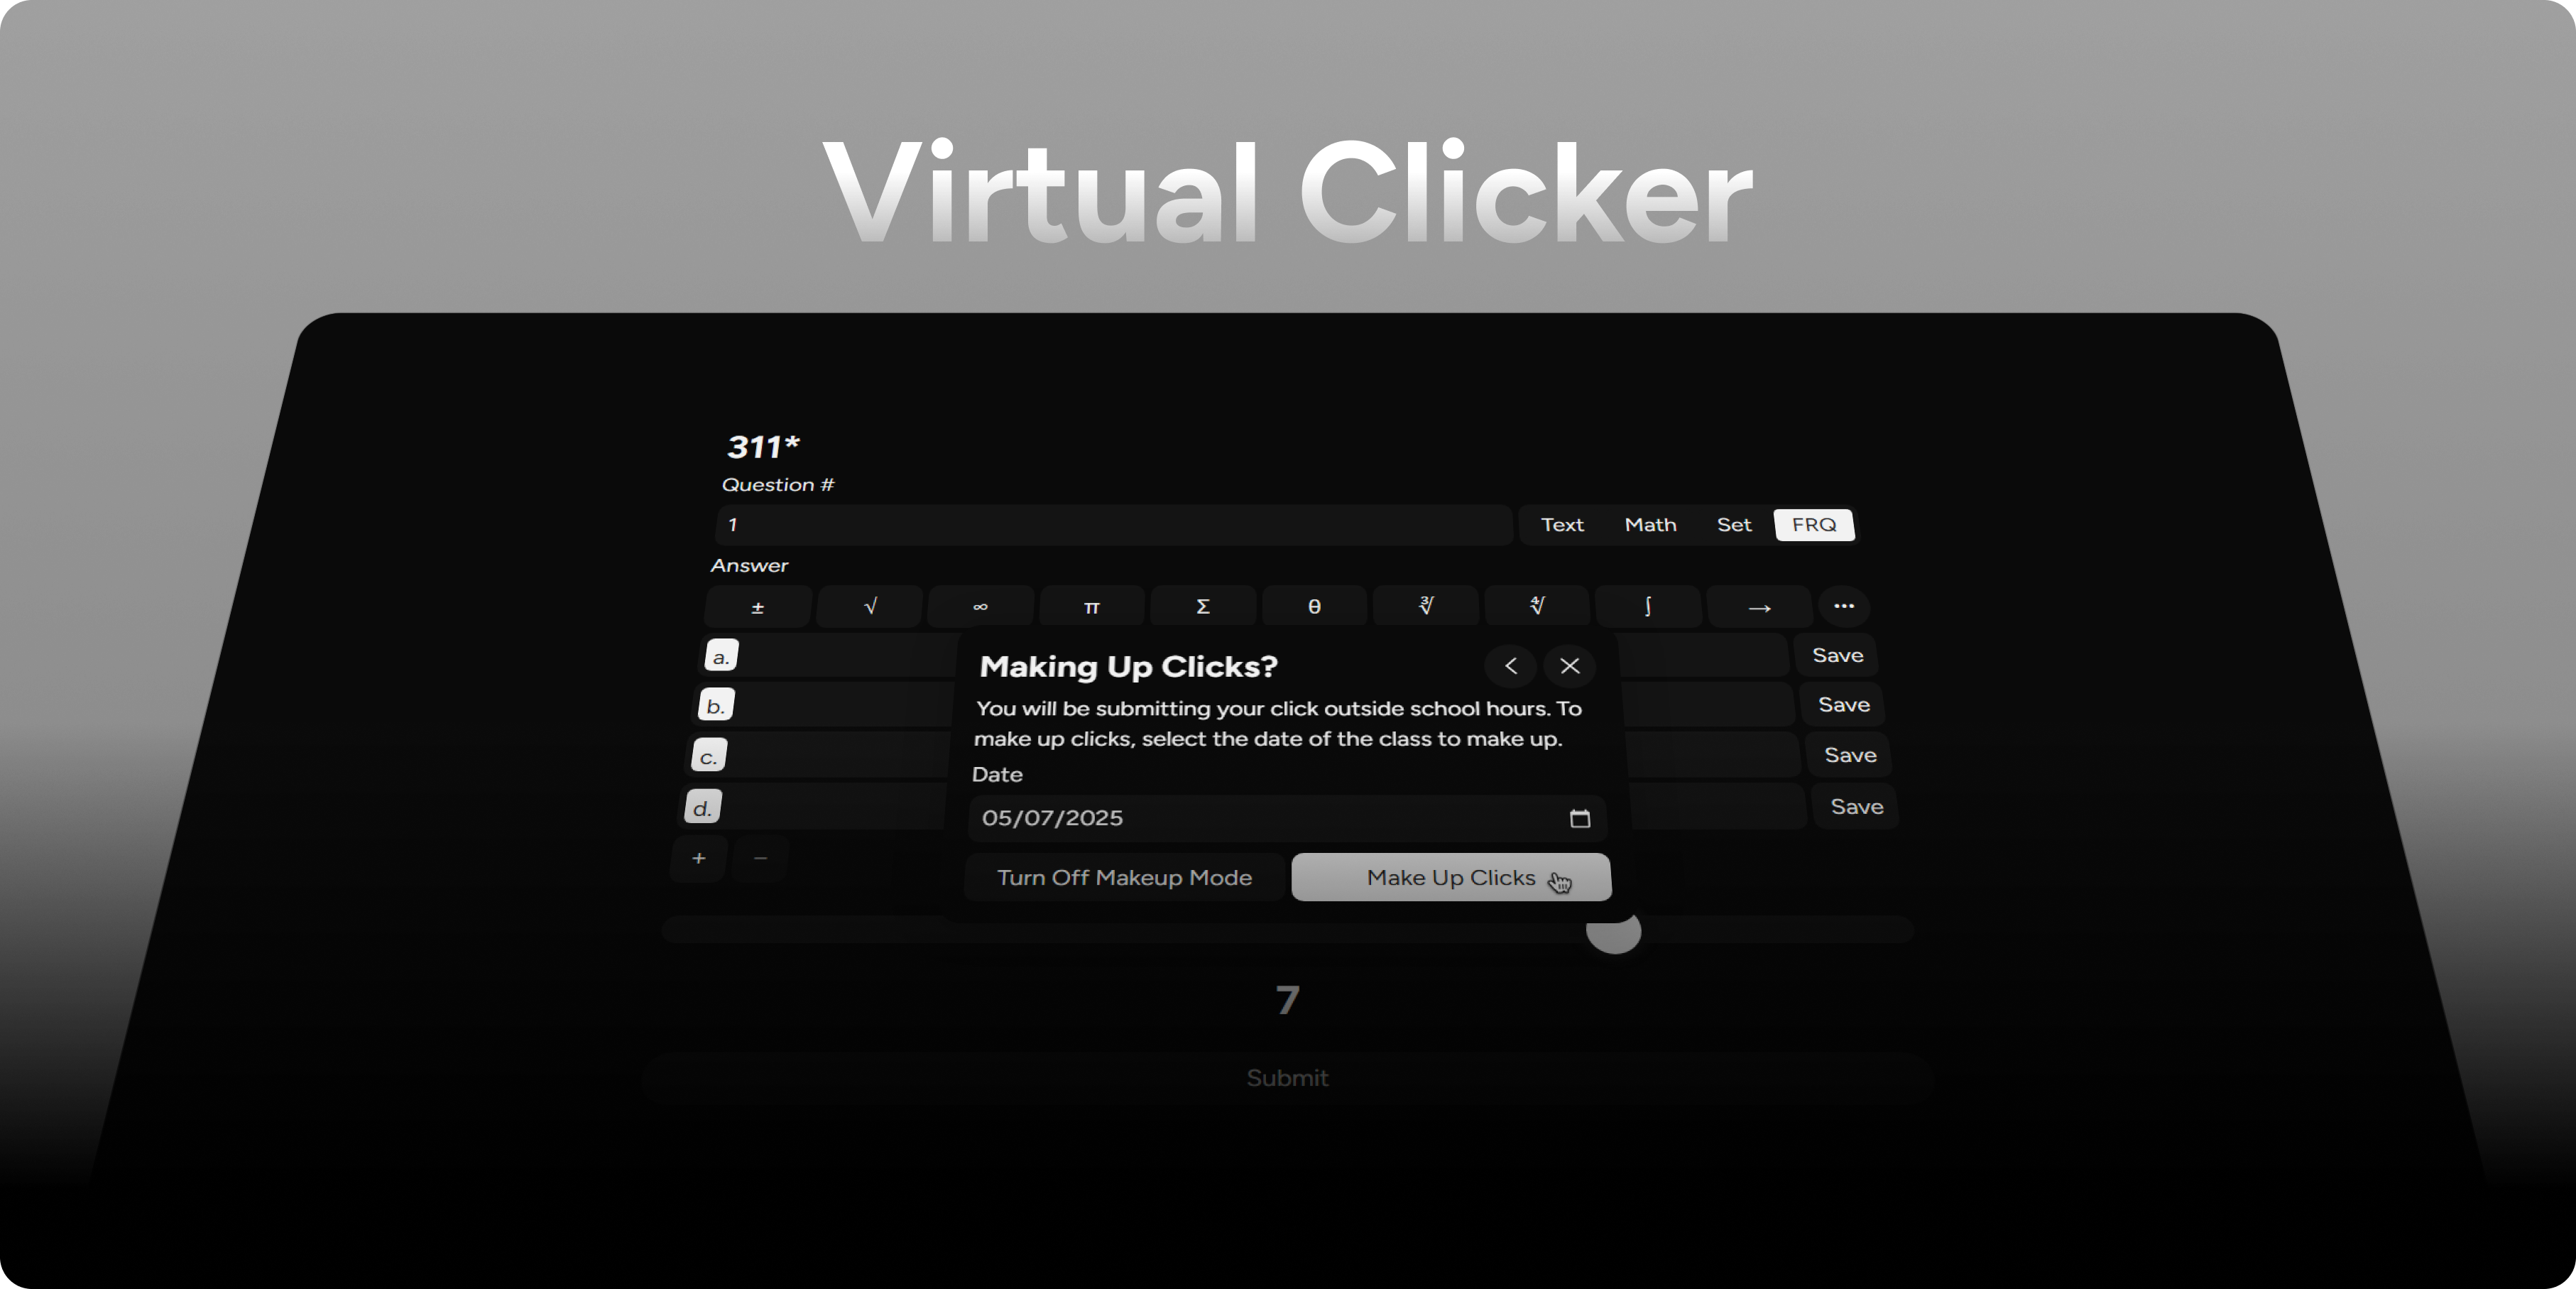 Virtual Clicker
311*
Question #
1
Text Math Set FRQ
Answer
± √ ∞ π Σ θ ∛ ∜ ∫ → •••
a. Save
b. Save
c. Save
d. Save
+ −
Making Up Clicks?
You will be submitting your click outside school hours. To
make up clicks, select the date of the class to make up.
Date
05/07/2025
Turn Off Makeup Mode Make Up Clicks
7
Submit